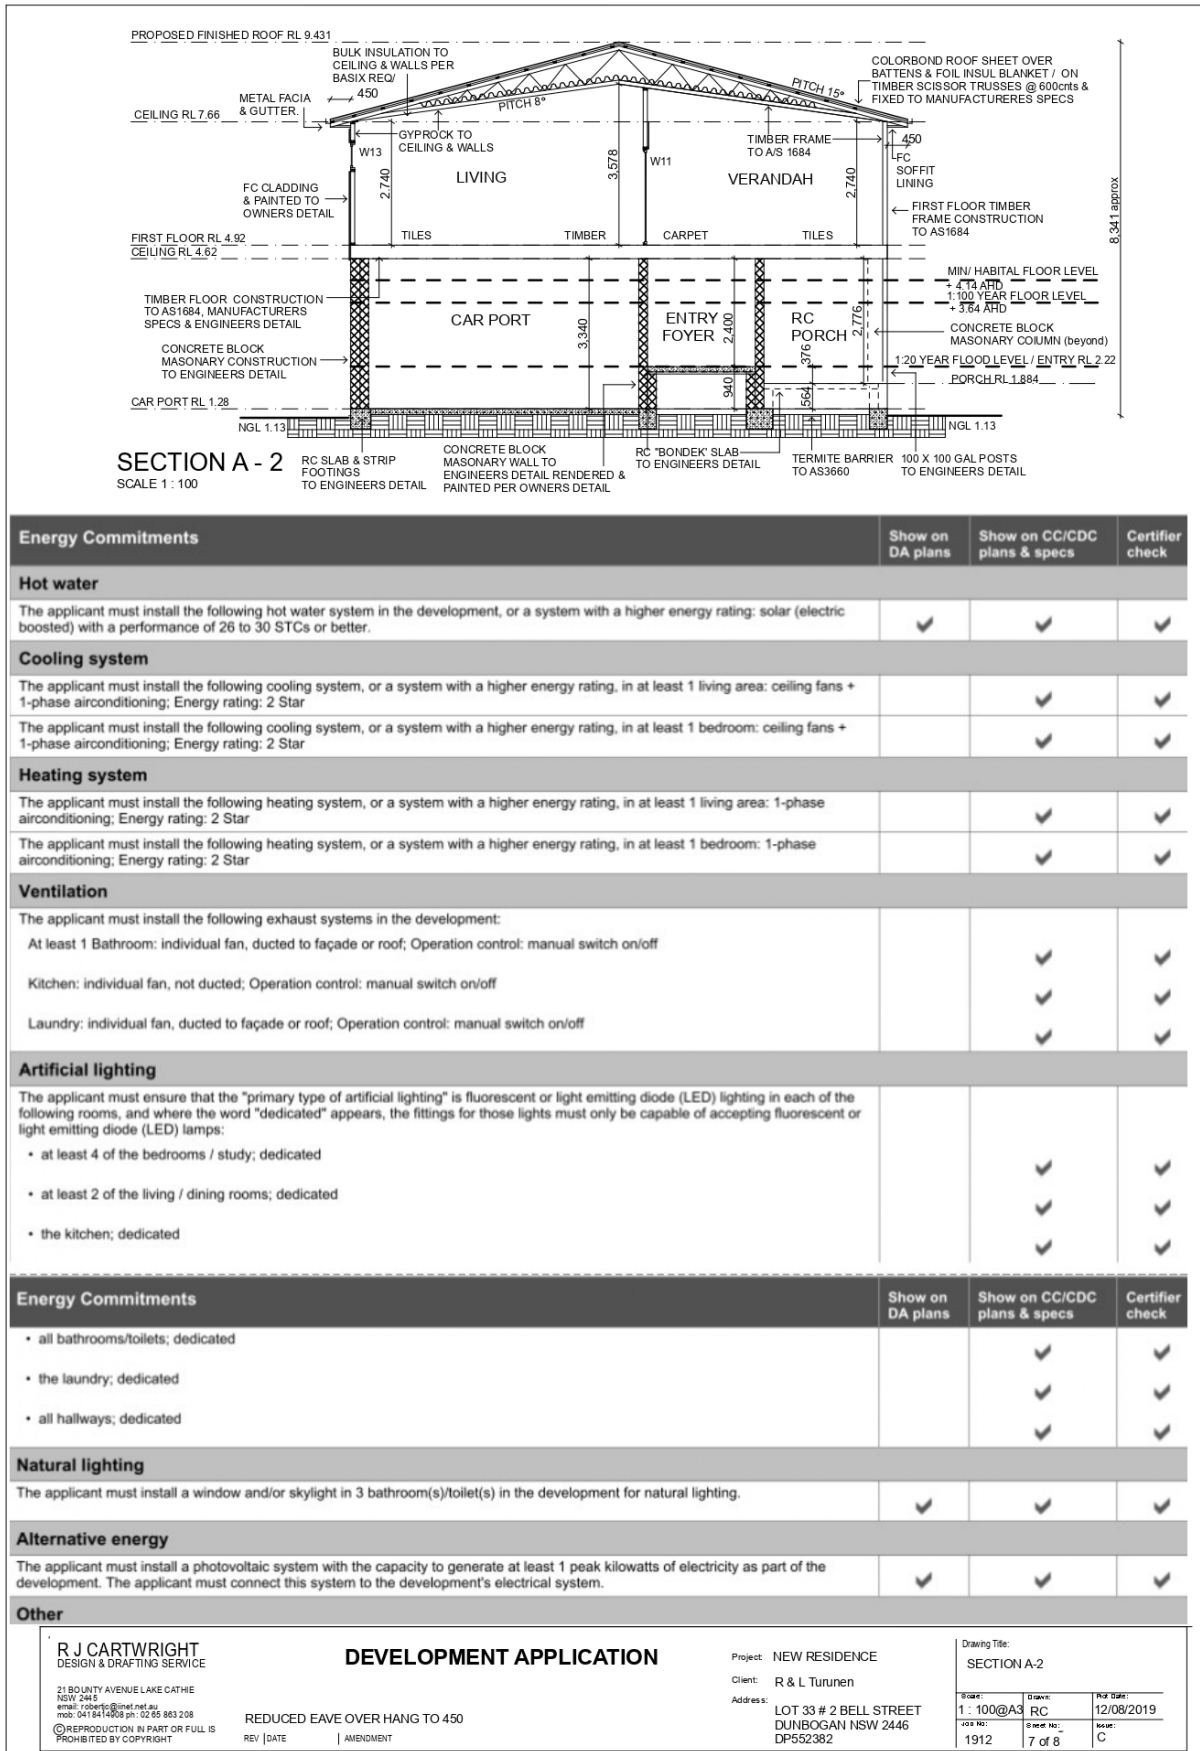 PROPOSED FINISHED ROOF RL 9.431
BULK INSULATION TO
CEILING & WALLS PER
BASIX REQ/
450
METAL FACIA
& GUTTER.
CEILING RL 7.66
PITCH 8°
PITCH 15°
COLORBOND ROOF SHEET OVER
BATTENS & FOIL INSUL BLANKET / ON
TIMBER SCISSOR TRUSSES @ 600cnts &
FIXED TO MANUFACTURERES SPECS
GYPROCK TO
CEILING & WALLS
W13
TIMBER FRAME
TO A/S 1684
450
FC
SOFFIT
LINING
W11
2,740
LIVING
3,578
VERANDAH
2,740
FC CLADDING
& PAINTED TO
OWNERS DETAIL
FIRST FLOOR TIMBER
FRAME CONSTRUCTION
TO AS1684
8,341 approx
FIRST FLOOR RL 4.92
CEILING RL 4.62
TILES
TIMBER
CARPET
TILES
MIN/ HABITAL FLOOR LEVEL
+ 4.14 AHD
1:100 YEAR FLOOR LEVEL
+ 3.64 AHD
TIMBER FLOOR CONSTRUCTION
TO AS1684, MANUFACTURERS
SPECS & ENGINEERS DETAIL
CAR PORT
3,340
ENTRY
FOYER
2,400
RC
PORCH
2,776
CONCRETE BLOCK
MASONARY COUMN (beyond)
CONCRETE BLOCK
MASONARY CONSTRUCTION
TO ENGINEERS DETAIL
376
1:20 YEAR FLOOD LEVEL / ENTRY RL 2.22
PORCH RL 1.884
940
564
CAR PORT RL 1.28
NGL 1.13
NGL 1.13
SECTION A - 2
SCALE 1 : 100
RC SLAB & STRIP
FOOTINGS
TO ENGINEERS DETAIL
CONCRETE BLOCK
MASONARY WALL TO
ENGINEERS DETAIL RENDERED &
PAINTED PER OWNERS DETAIL
RC "BONDEK" SLAB
TO ENGINEERS DETAIL
TERMITE BARRIER
TO AS3660
100 X 100 GAL POSTS
TO ENGINEERS DETAIL
Energy Commitments
Show on
DA plans
Show on CC/CDC
plans & specs
Certifier
check
Hot water
The applicant must install the following hot water system in the development, or a system with a higher energy rating: solar (electric
boosted) with a performance of 26 to 30 STCs or better.
Cooling system
The applicant must install the following cooling system, or a system with a higher energy rating, in at least 1 living area: ceiling fans +
1-phase airconditioning; Energy rating: 2 Star
The applicant must install the following cooling system, or a system with a higher energy rating, in at least 1 bedroom: ceiling fans +
1-phase airconditioning; Energy rating: 2 Star
Heating system
The applicant must install the following heating system, or a system with a higher energy rating, in at least 1 living area: 1-phase
airconditioning; Energy rating: 2 Star
The applicant must install the following heating system, or a system with a higher energy rating, in at least 1 bedroom: 1-phase
airconditioning; Energy rating: 2 Star
Ventilation
The applicant must install the following exhaust systems in the development:
At least 1 Bathroom: individual fan, ducted to façade or roof; Operation control: manual switch on/off
Kitchen: individual fan, not ducted; Operation control: manual switch on/off
Laundry: individual fan, ducted to façade or roof; Operation control: manual switch on/off
Artificial lighting
The applicant must ensure that the "primary type of artificial lighting" is fluorescent or light emitting diode (LED) lighting in each of the
following rooms, and where the word "dedicated" appears, the fittings for those lights must only be capable of accepting fluorescent or
light emitting diode (LED) lamps:
• at least 4 of the bedrooms / study; dedicated
• at least 2 of the living / dining rooms; dedicated
• the kitchen; dedicated
Energy Commitments
Show on
DA plans
Show on CC/CDC
plans & specs
Certifier
check
• all bathrooms/toilets; dedicated
• the laundry; dedicated
• all hallways; dedicated
Natural lighting
The applicant must install a window and/or skylight in 3 bathroom(s)/toilet(s) in the development for natural lighting.
Alternative energy
The applicant must install a photovoltaic system with the capacity to generate at least 1 peak kilowatts of electricity as part of the
development. The applicant must connect this system to the development's electrical system.
Other
R J CARTWRIGHT
DESIGN & DRAFTING SERVICE
21 BOUNTY AVENUE LAKE CATHIE
NSW 2445
email: robertjc@iinet.net.au
mob: 0418414908 ph: 02 65 863 208
© REPRODUCTION IN PART OR FULL IS
PROHIBITED BY COPYRIGHT
DEVELOPMENT APPLICATION
REDUCED EAVE OVER HANG TO 450
REV | DATE | AMENDMENT
Project: NEW RESIDENCE
Client: R & L Turunen
Address: LOT 33 # 2 BELL STREET
DUNBOGAN NSW 2446
DP552382
Drawing Title:
SECTION A-2
Scale: 1 : 100@A3
Drawn: RC
Plot Date: 12/08/2019
Job No: 1912
Sheet No: 7 of 8
Issue: C